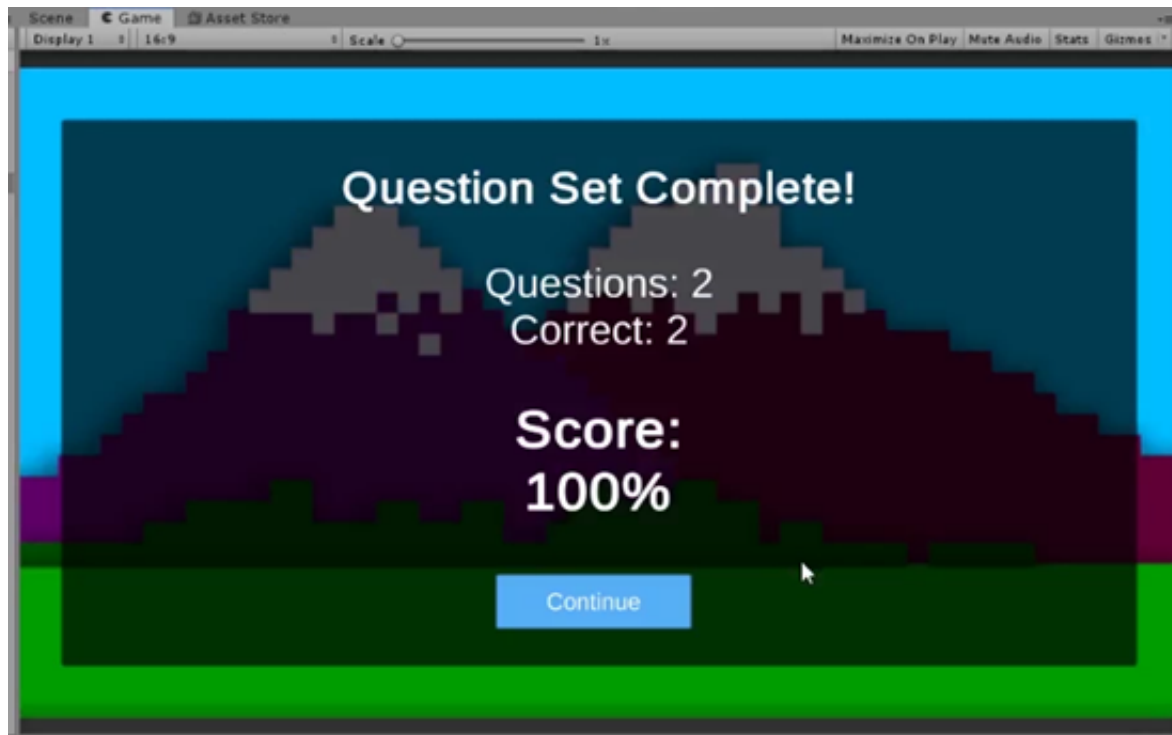 Scene Game Asset Store
Display 1 16:9 Scale 1x Maximize On Play Mute Audio Stats Gizmos
Question Set Complete!
Questions: 2
Correct: 2
Score:
100%
Continue